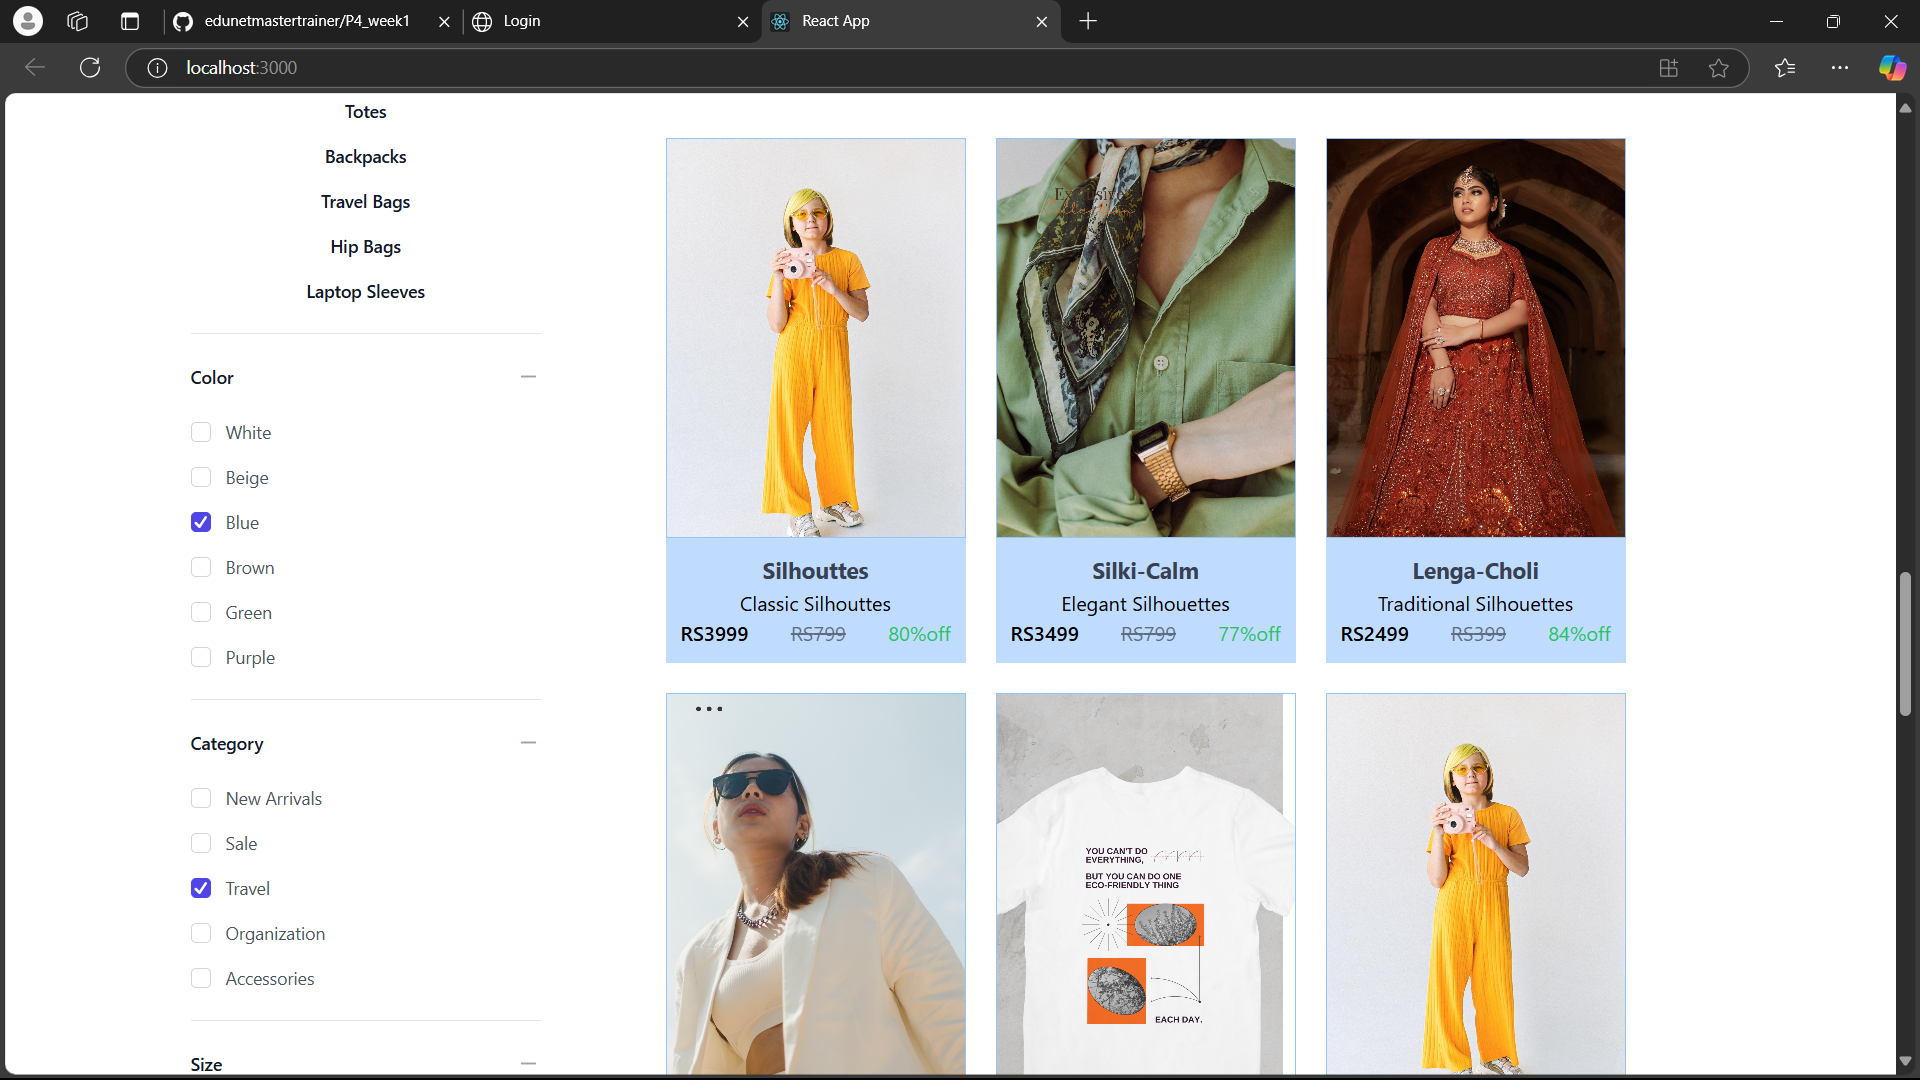 edunetmastertrainer/P4_week1
Login
React App
localhost:3000
Totes
Backpacks
Travel Bags
Hip Bags
Laptop Sleeves
Color
White
Beige
Blue
Brown
Green
Purple
Category
New Arrivals
Sale
Travel
Organization
Accessories
Size
Silhouttes
Classic Silhouttes
RS3999 RS799 80%off
Silki-Calm
Elegant Silhouettes
RS3499 RS799 77%off
Lenga-Choli
Traditional Silhouettes
RS2499 RS399 84%off
YOU CAN'T DO
EVERYTHING,
BUT YOU CAN DO ONE
ECO-FRIENDLY THING
EACH DAY.